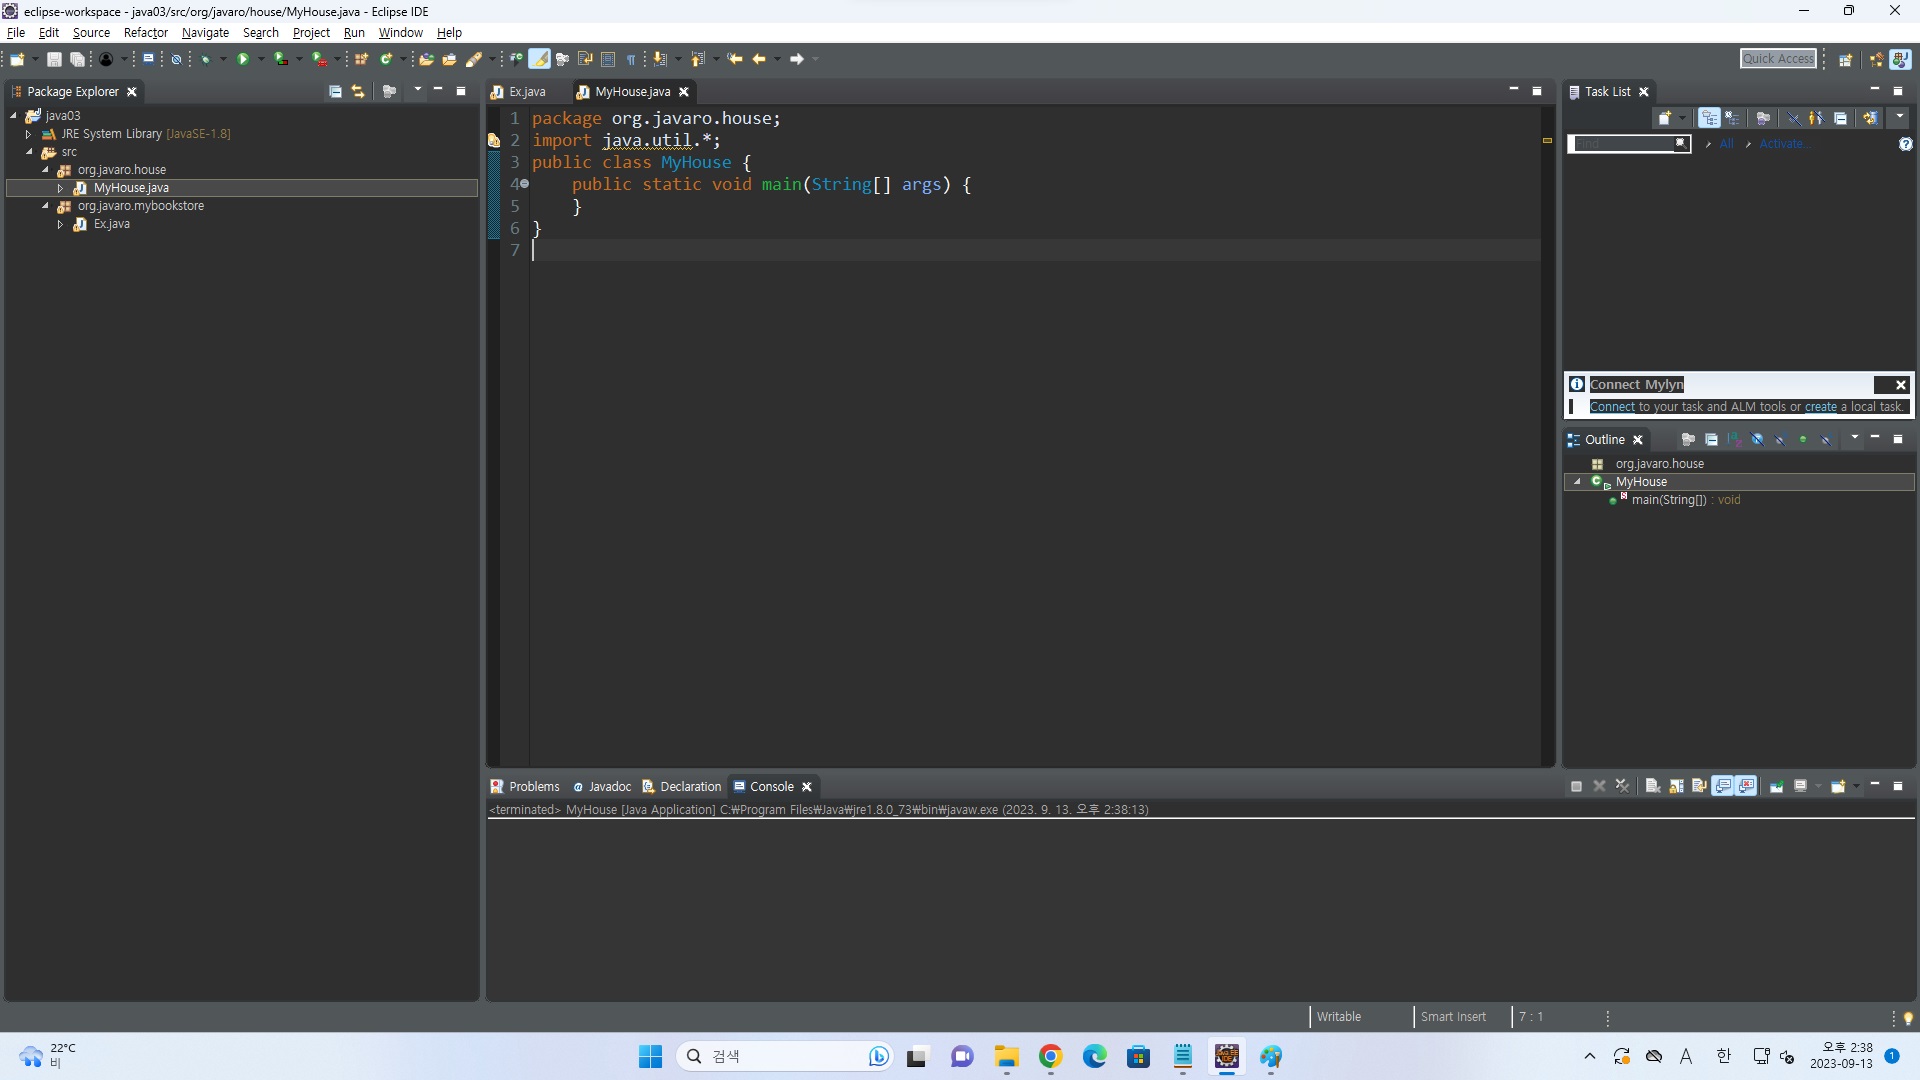 eclipse-workspace - java03/src/org/javaro/house/MyHouse.java - Eclipse IDE
File Edit Source Refactor Navigate Search Project Run Window Help
Quick Access
Package Explorer
java03
JRE System Library [JavaSE-1.8]
src
org.javaro.house
MyHouse.java
org.javaro.mybookstore
Ex.java
Ex.java MyHouse.java
1 package org.javaro.house;
2 import java.util.*;
3 public class MyHouse {
4 public static void main(String[] args) {
5 }
6 }
7
Task List
Find All Activate...
Connect Mylyn
Connect to your task and ALM tools or create a local task.
Outline
org.javaro.house
MyHouse
main(String[]) : void
Problems Javadoc Declaration Console
<terminated> MyHouse [Java Application] C:₩Program Files₩Java₩jre1.8.0_73₩bin₩javaw.exe (2023. 9. 13. 오후 2:38:13)
Writable Smart Insert 7 : 1
22°C
비
검색
A 한
오후 2:38
2023-09-13
1